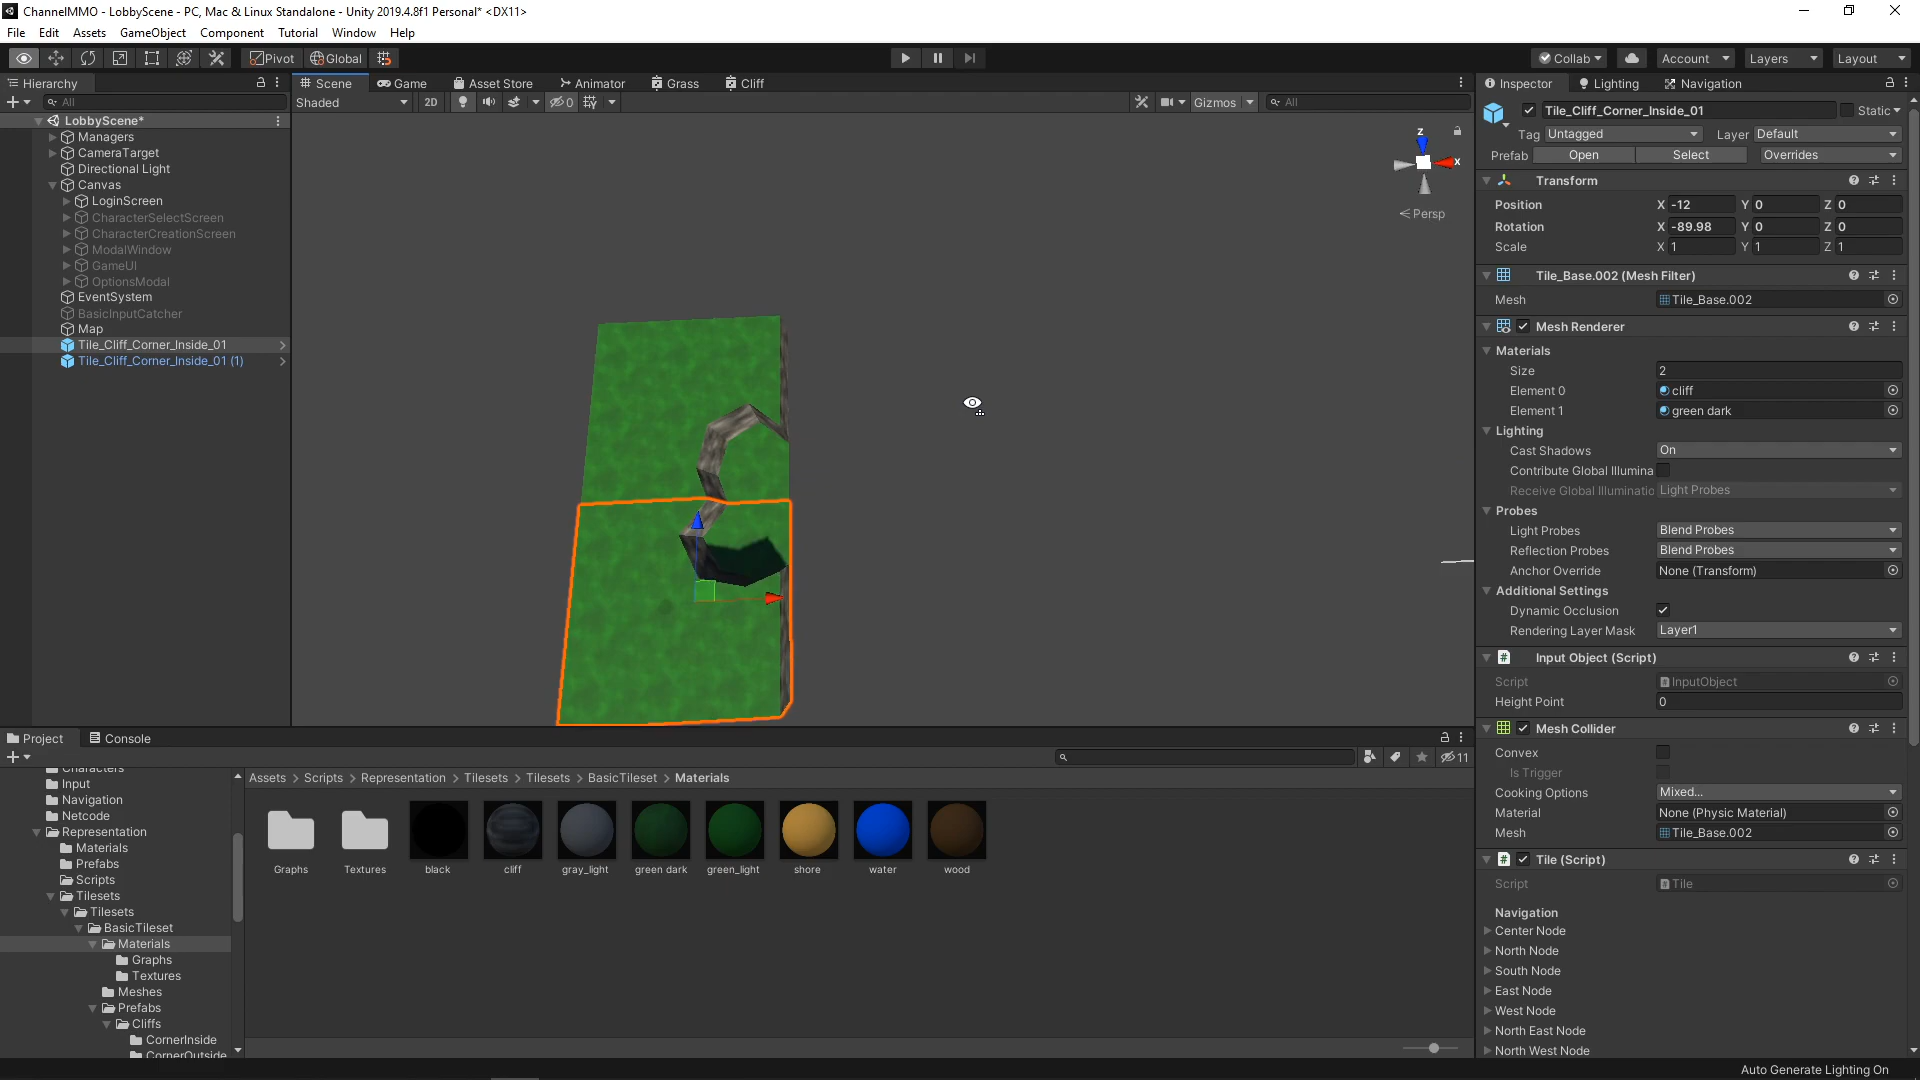 ChannelMMO - LobbyScene - PC, Mac & Linux Standalone - Unity 2019.4.8f1 Personal* <DX11>
File Edit Assets GameObject Component Tutorial Window Help
Pivot Global Collab Account Layers Layout
Hierarchy Scene Game Asset Store Animator Grass Cliff Inspector Lighting Navigation
All Shaded 2D 0 Gizmos All
LobbyScene*
Managers
CameraTarget
Directional Light
Canvas
LoginScreen
CharacterSelectScreen
CharacterCreationScreen
ModalWindow
GameUI
OptionsModal
EventSystem
BasicInputCatcher
Map
Tile_Cliff_Corner_Inside_01
Tile_Cliff_Corner_Inside_01 (1)
z
x
Persp
Tile_Cliff_Corner_Inside_01 Static
Tag Untagged Layer Default
Prefab Open Select Overrides
Transform
Position X -12 Y 0 Z 0
Rotation X -89.98 Y 0 Z 0
Scale X 1 Y 1 Z 1
Tile_Base.002 (Mesh Filter)
Mesh Tile_Base.002
Mesh Renderer
Materials
Size 2
Element 0 cliff
Element 1 green dark
Lighting
Cast Shadows On
Contribute Global Illumina
Receive Global Illuminatic Light Probes
Probes
Light Probes Blend Probes
Reflection Probes Blend Probes
Anchor Override None (Transform)
Additional Settings
Dynamic Occlusion
Rendering Layer Mask Layer1
Input Object (Script)
Script InputObject
Height Point 0
Mesh Collider
Convex
Is Trigger
Cooking Options Mixed...
Material None (Physic Material)
Mesh Tile_Base.002
Tile (Script)
Script Tile
Navigation
Center Node
North Node
South Node
East Node
West Node
North East Node
North West Node
Project Console
11
Characters
Input
Navigation
Netcode
Representation
Materials
Prefabs
Scripts
Tilesets
Tilesets
BasicTileset
Materials
Graphs
Textures
Meshes
Prefabs
Cliffs
CornerInside
CornerOutside
Assets > Scripts > Representation > Tilesets > Tilesets > BasicTileset > Materials
Graphs Textures black cliff gray_light green dark green_light shore water wood
Auto Generate Lighting On